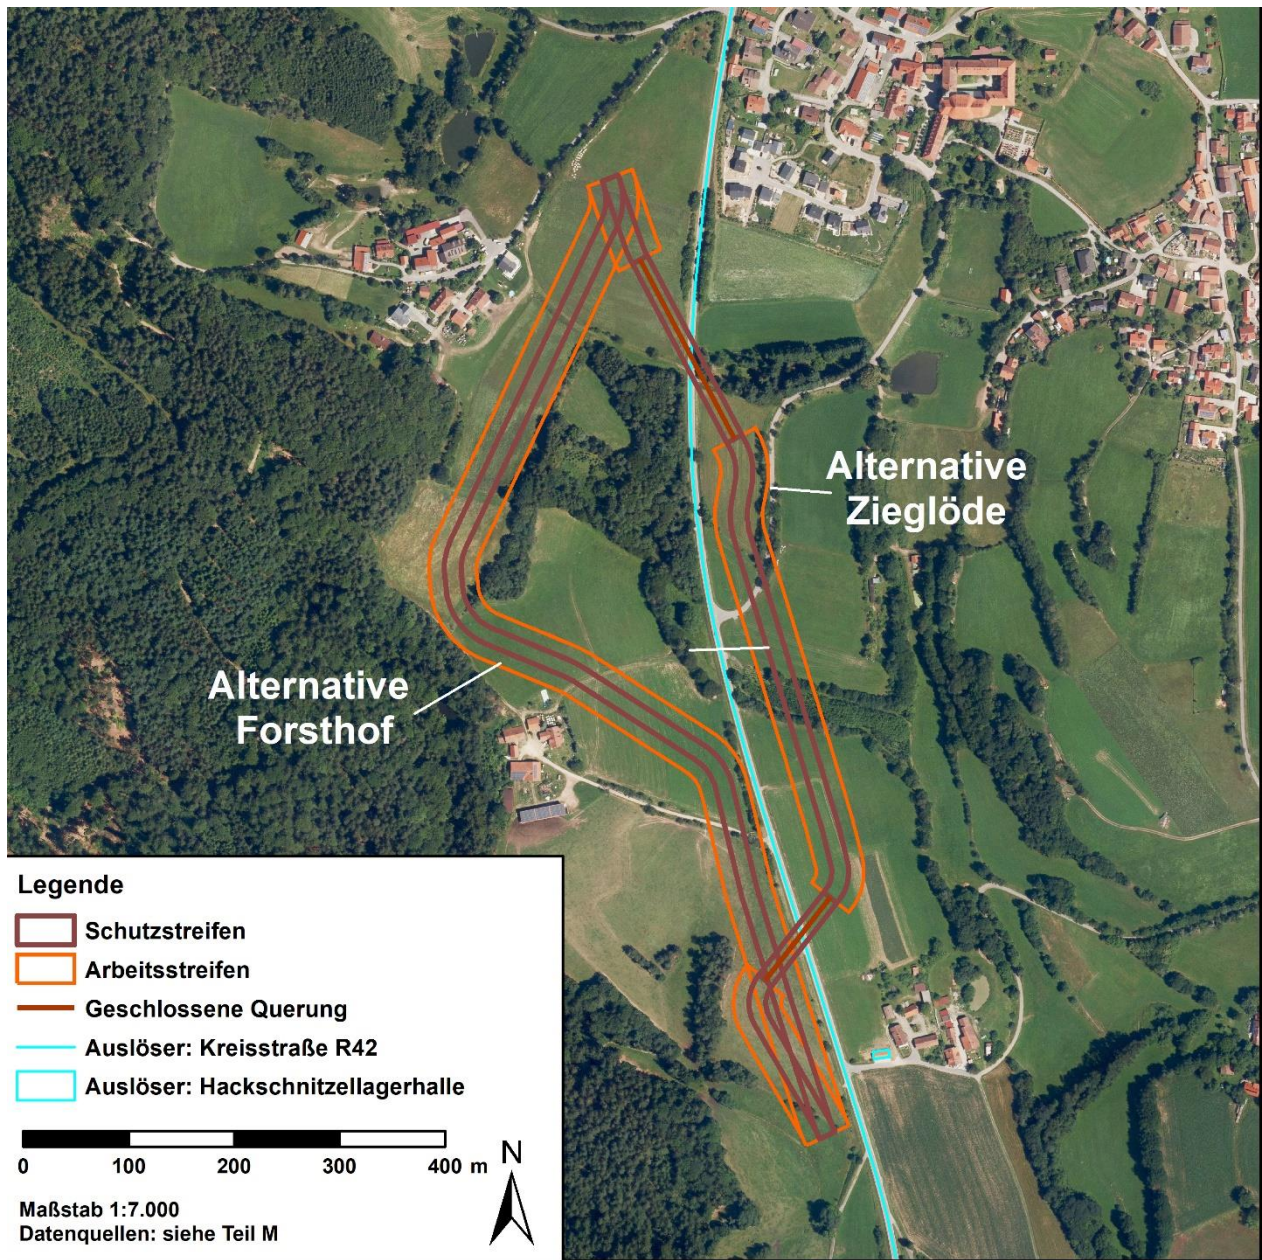 Alternative
Zieglöde
Alternative
Forsthof
Legende
Schutzstreifen
Arbeitsstreifen
Geschlossene Querung
Auslöser: Kreisstraße R42
Auslöser: Hackschnitzellagerhalle
0 100 200 300 400 m
N
Maßstab 1:7.000
Datenquellen: siehe Teil M